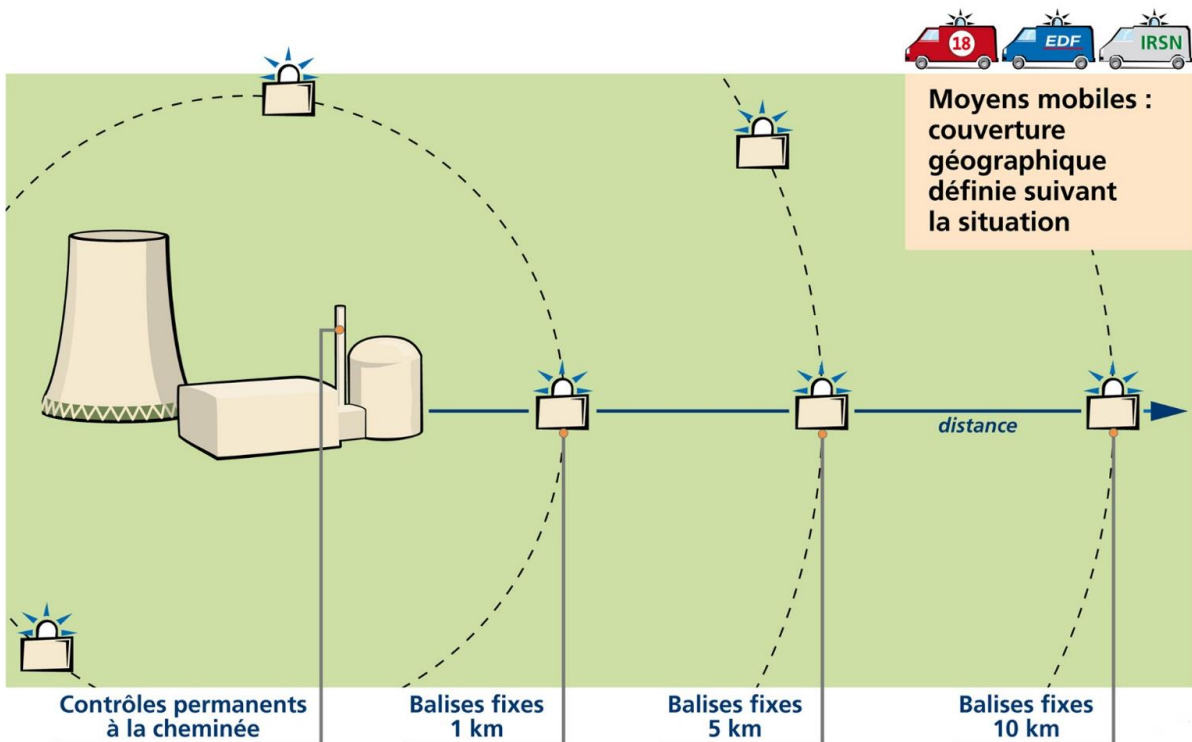 18
EDF
IRSN
Moyens mobiles :
couverture
géographique
définie suivant
la situation
distance
Contrôles permanents
à la cheminée
Balises fixes
1 km
Balises fixes
5 km
Balises fixes
10 km